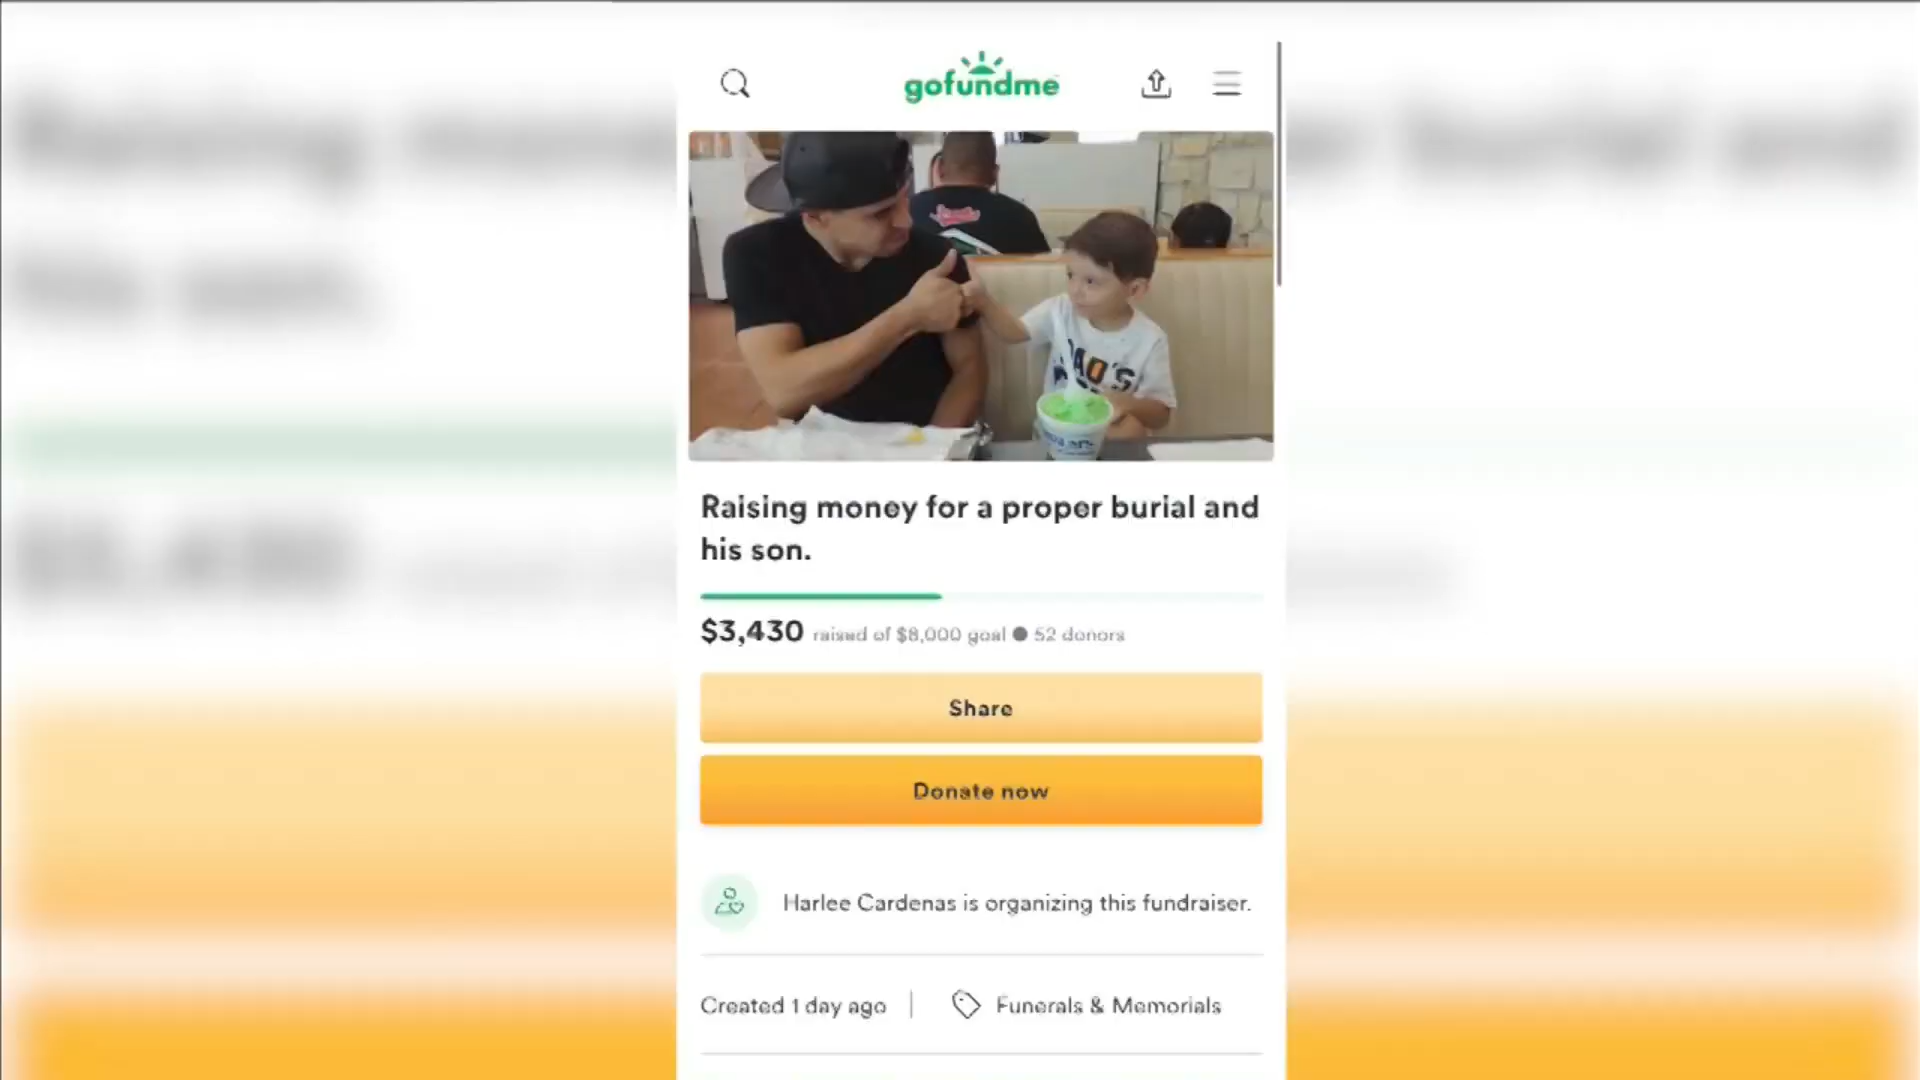 gofundme
DAD'S
Raising money for a proper burial and
his son.
$3,430 raised of $8,000 goal ● 52 donors
Share
Donate now
Harlee Cardenas is organizing this fundraiser.
Created 1 day ago
Funerals & Memorials